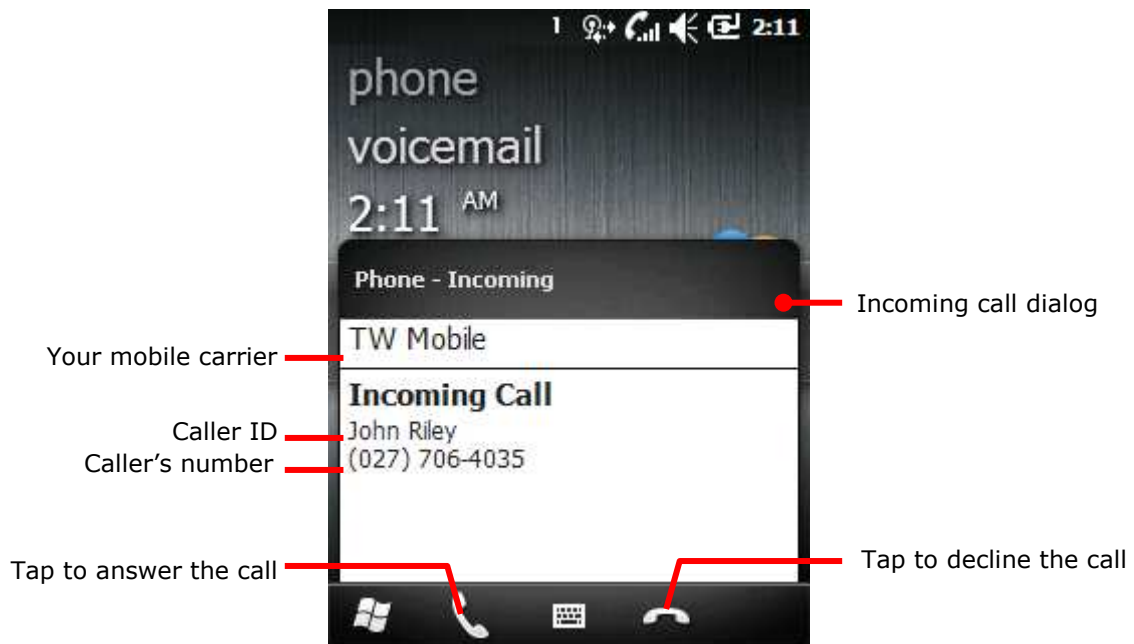 1 2:11
phone
voicemail
2:11 AM
Phone - Incoming
Incoming call dialog
TW Mobile
Your mobile carrier
Incoming Call
Caller ID
John Riley
Caller's number
(027) 706-4035
Tap to answer the call
Tap to decline the call